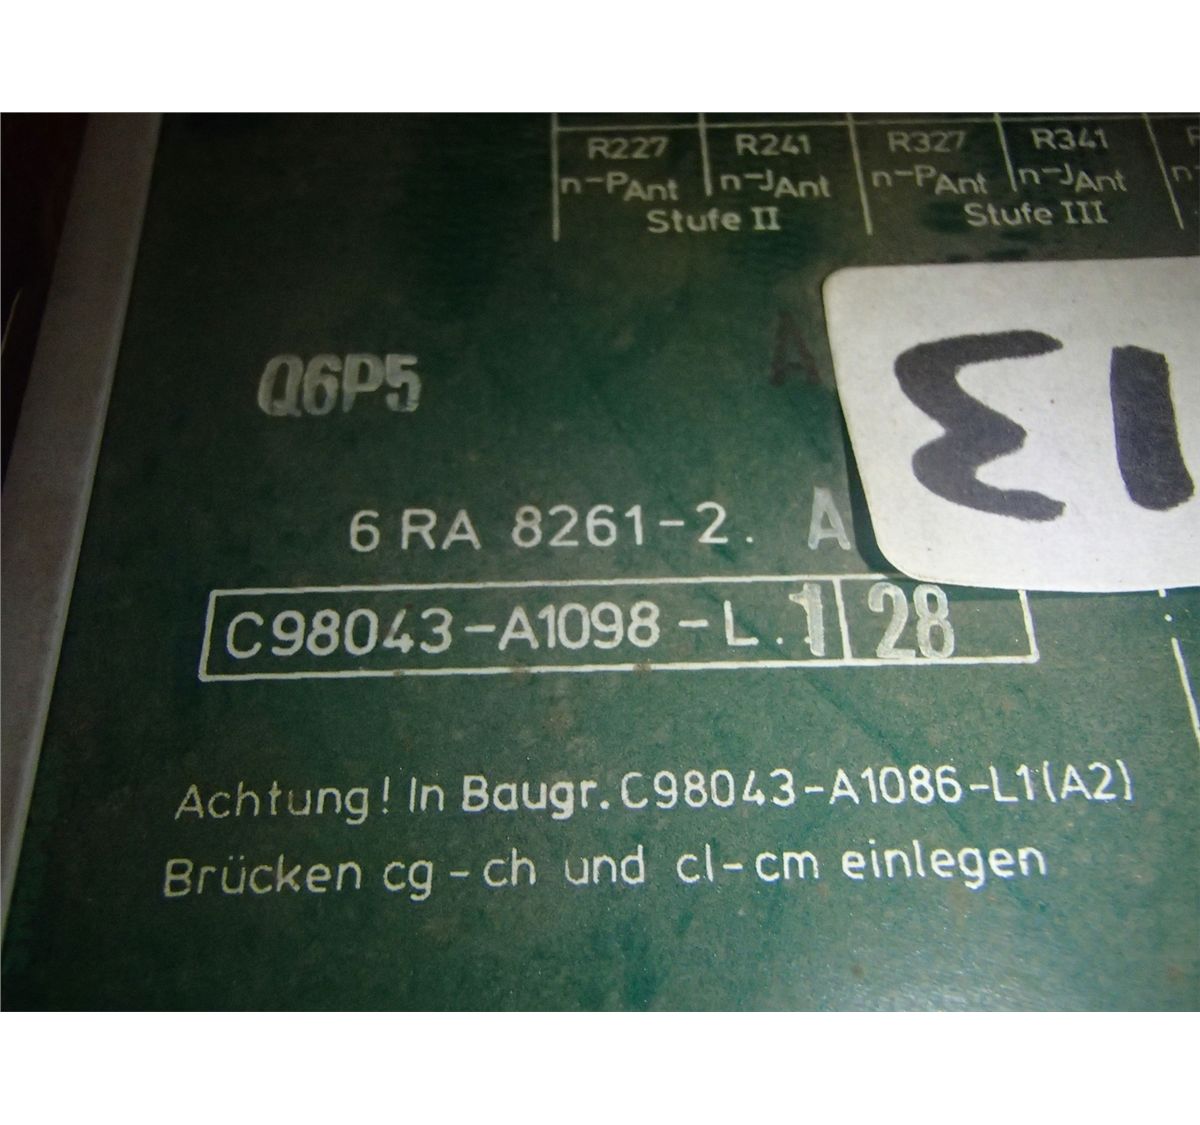 R227 R241 R327 R341
n-PAnt n-JAnt n-PAnt n-JAnt
Stufe II Stufe III
A
E1
Q6P5
6 RA 8261-2. A
C98043-A1098-L.1 28
Achtung! In Baugr. C98043-A1086-L1(A2)
Brücken cg-ch und cl-cm einlegen